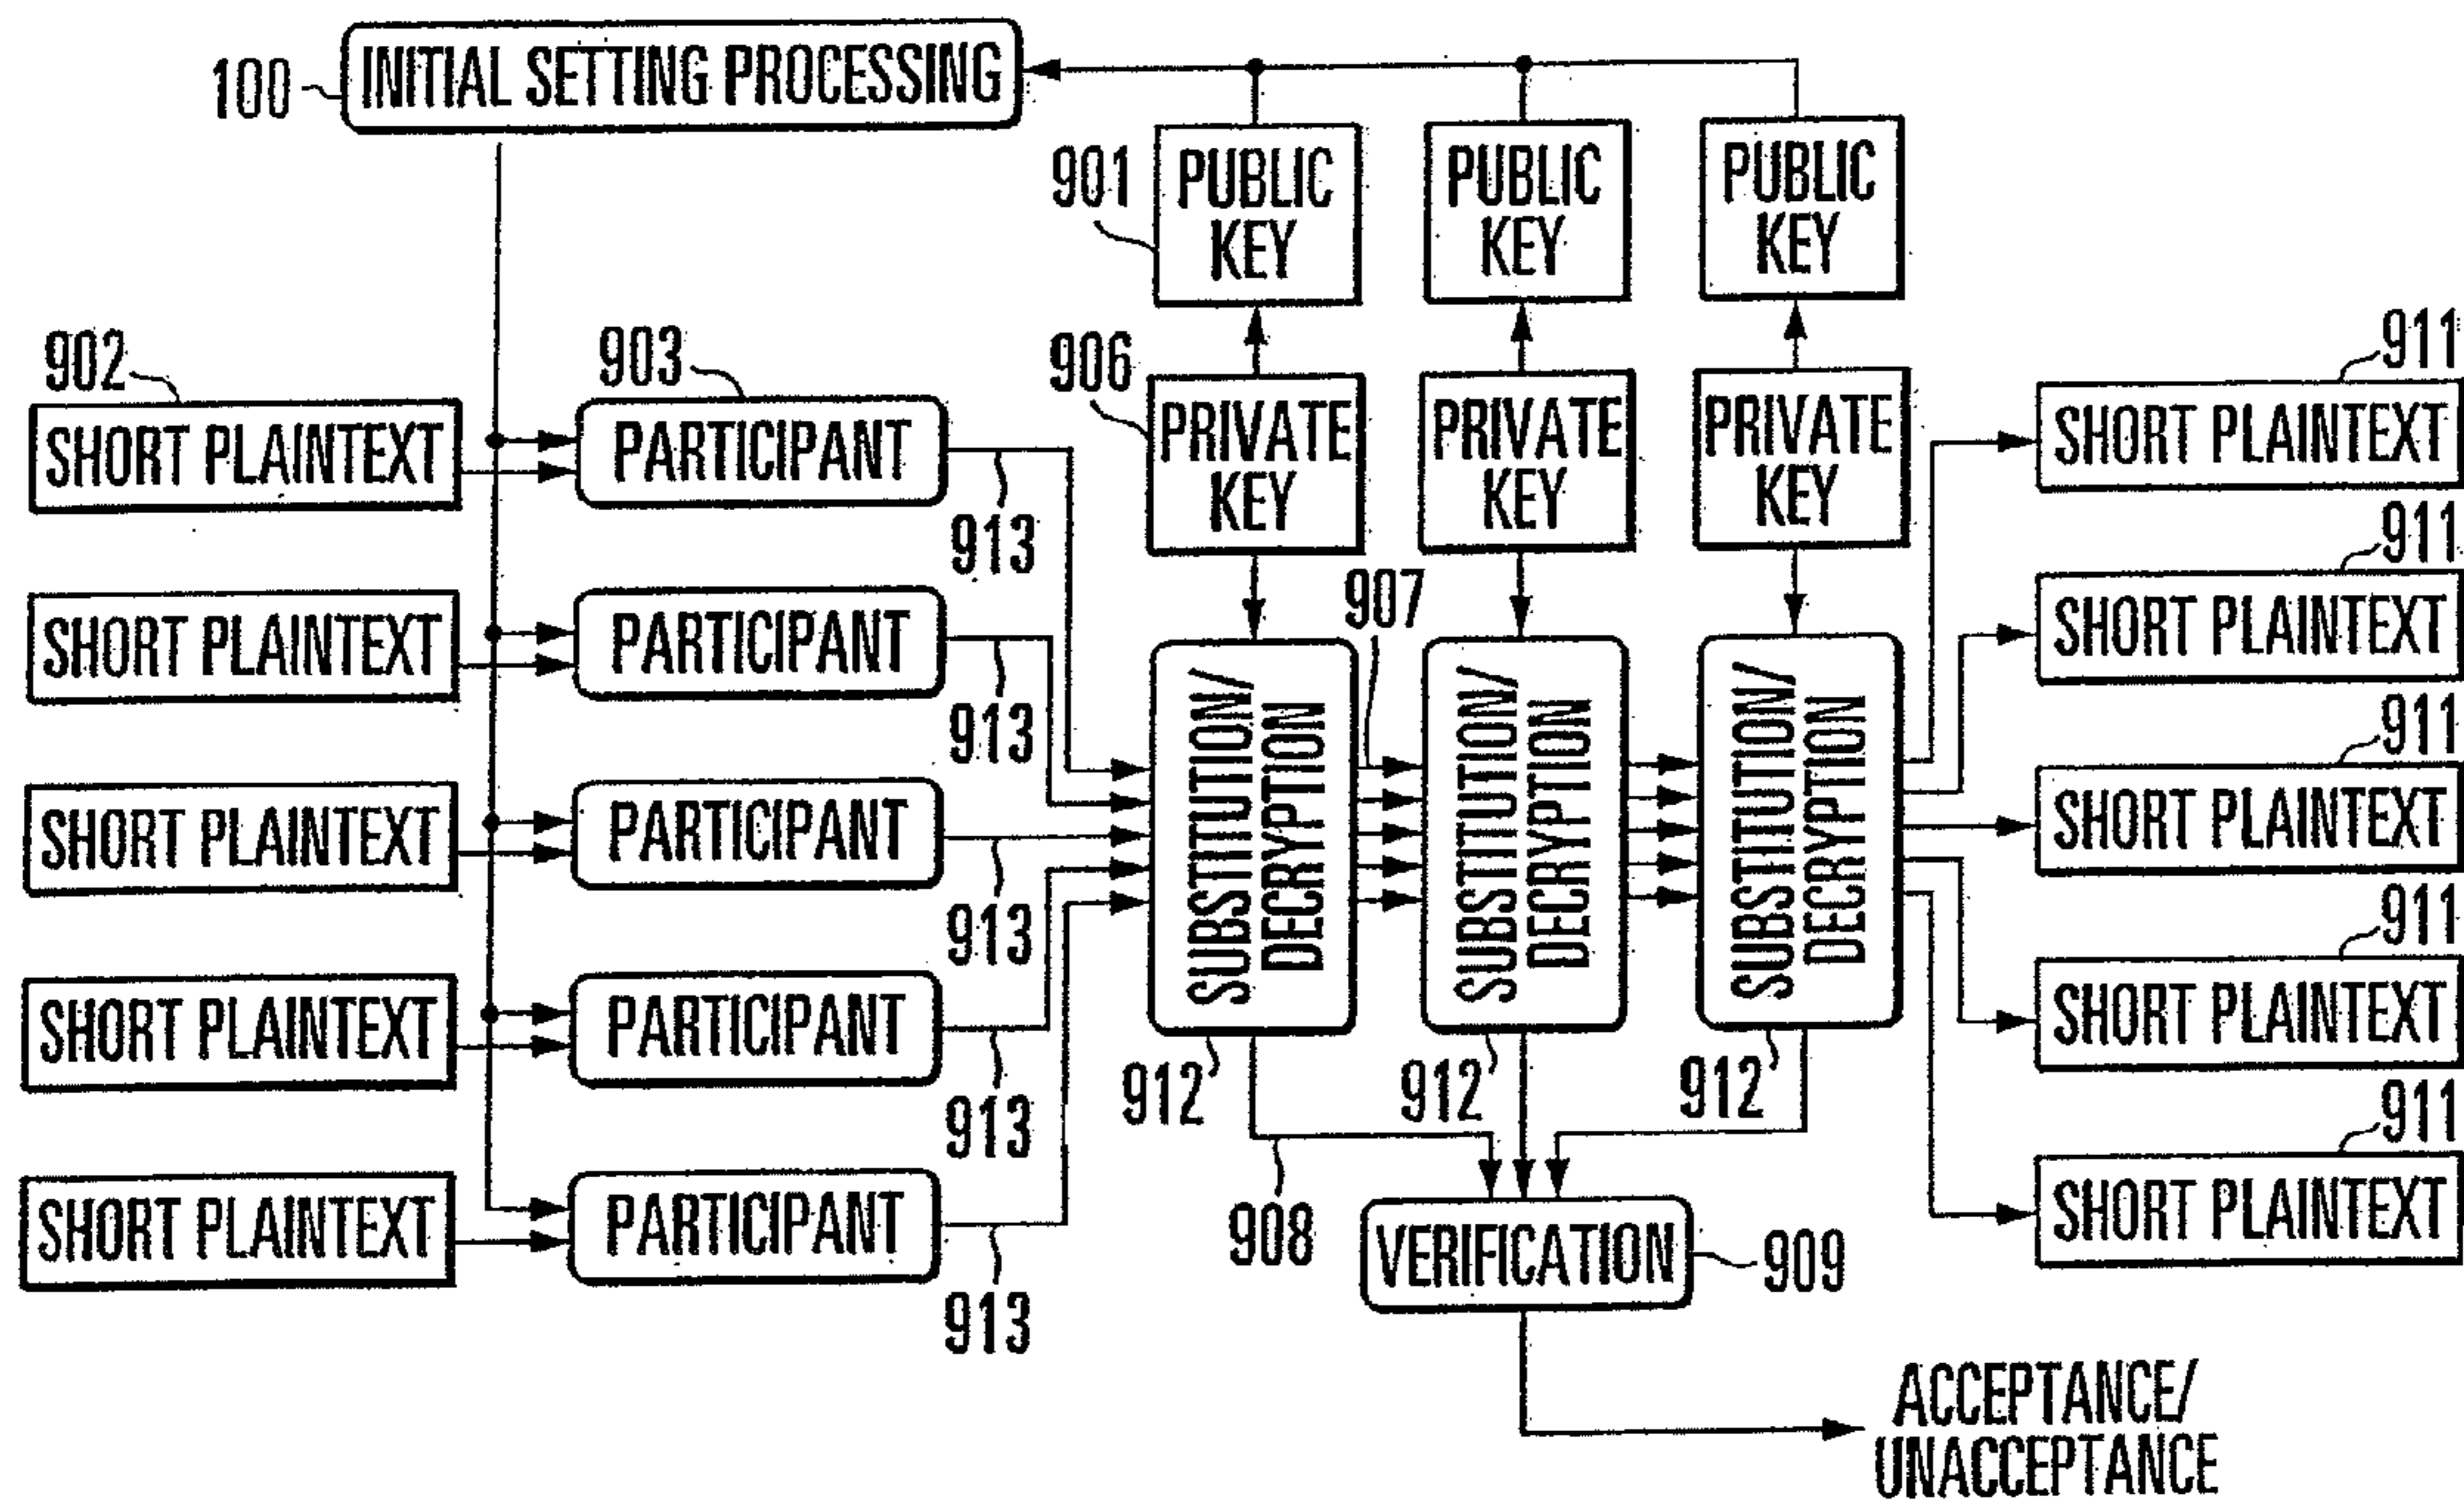 100
INITIAL SETTING PROCESSING
901
PUBLIC
KEY
PUBLIC
KEY
PUBLIC
KEY
906
PRIVATE
KEY
PRIVATE
KEY
PRIVATE
KEY
902
SHORT PLAINTEXT
903
PARTICIPANT
913
SHORT PLAINTEXT
PARTICIPANT
913
SHORT PLAINTEXT
PARTICIPANT
913
SHORT PLAINTEXT
PARTICIPANT
913
SHORT PLAINTEXT
PARTICIPANT
913
907
SUBSTITUTION/
DECRYPTION
912
SUBSTITUTION/
DECRYPTION
912
SUBSTITUTION/
DECRYPTION
912
911
SHORT PLAINTEXT
911
SHORT PLAINTEXT
911
SHORT PLAINTEXT
911
SHORT PLAINTEXT
911
SHORT PLAINTEXT
908
VERIFICATION
909
ACCEPTANCE/
UNACCEPTANCE